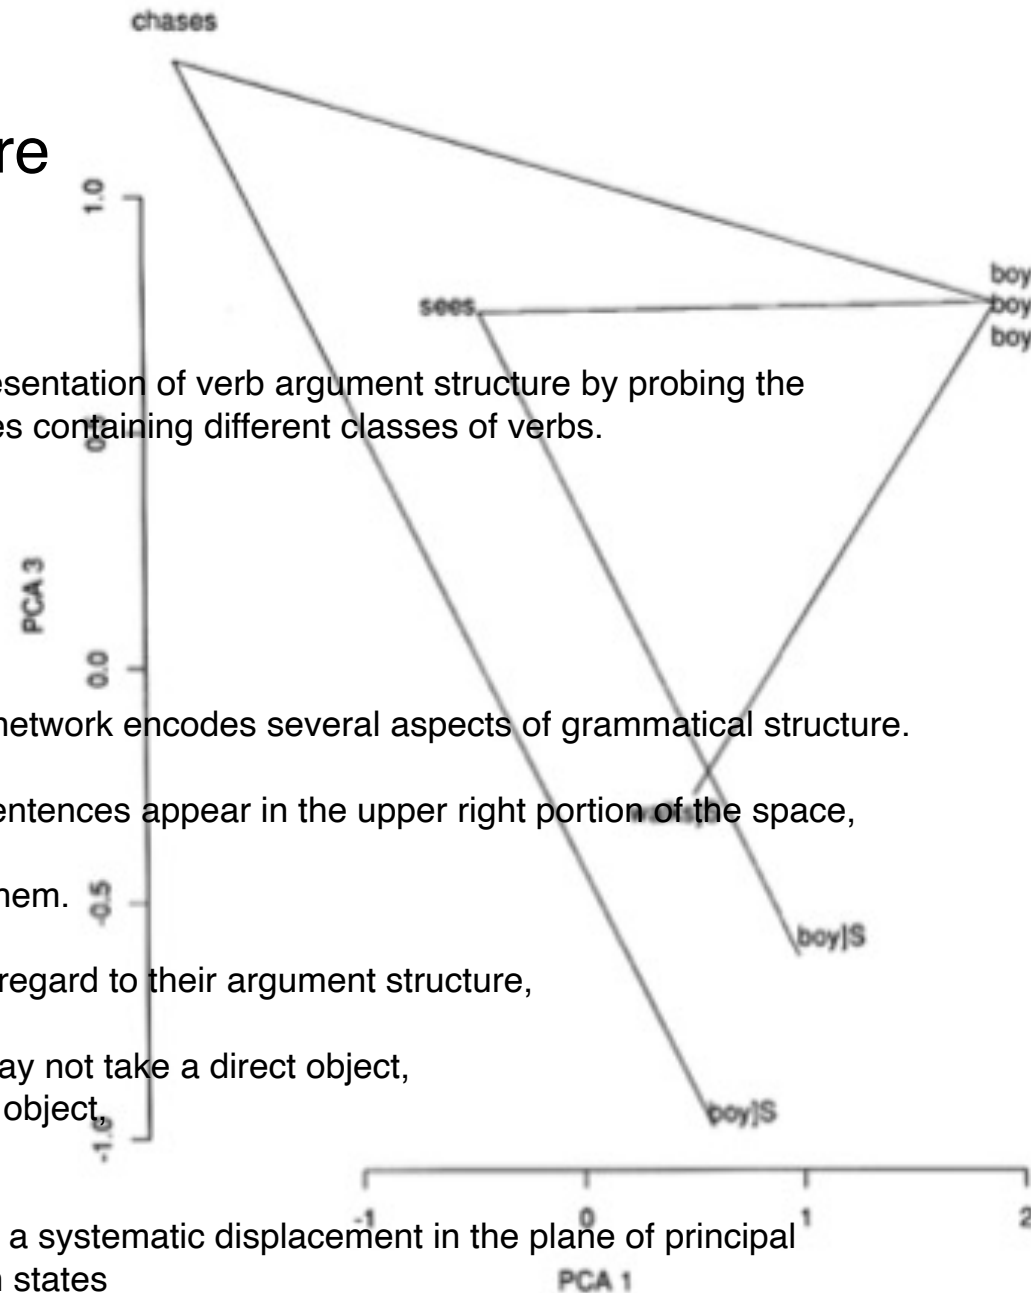 chases
re
1.0
boy
sees
boy
boy
esentation of verb argument structure by probing the
es containing different classes of verbs.
PCA 3
0.0
network encodes several aspects of grammatical structure.
entences appear in the upper right portion of the space,
hem.
-0.5
boy]S
regard to their argument structure,
ay not take a direct object,
object,
boy]S
-1.0
-1
0
1
2
a systematic displacement in the plane of principal
states
PCA 1